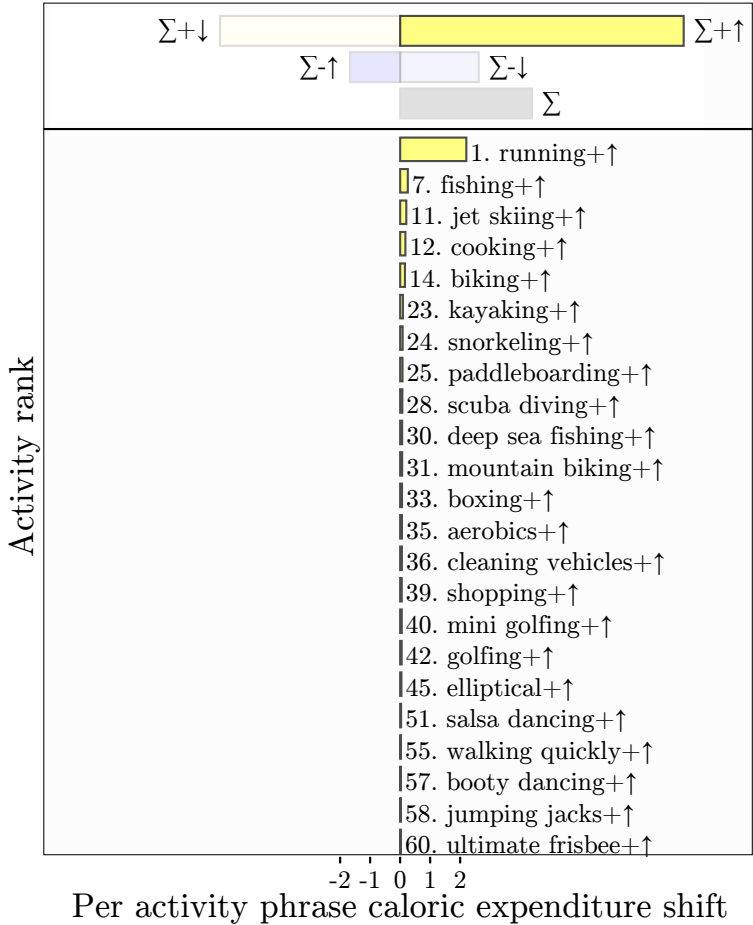 ∑+↓ ∑+↑
∑-↑ ∑-↓
∑
1. running+↑
7. fishing+↑
11. jet skiing+↑
12. cooking+↑
14. biking+↑
23. kayaking+↑
24. snorkeling+↑
25. paddleboarding+↑
28. scuba diving+↑
30. deep sea fishing+↑
31. mountain biking+↑
33. boxing+↑
35. aerobics+↑
36. cleaning vehicles+↑
39. shopping+↑
40. mini golfing+↑
42. golfing+↑
45. elliptical+↑
51. salsa dancing+↑
55. walking quickly+↑
57. booty dancing+↑
58. jumping jacks+↑
60. ultimate frisbee+↑
Activity rank
-2 -1 0 1 2
Per activity phrase caloric expenditure shift